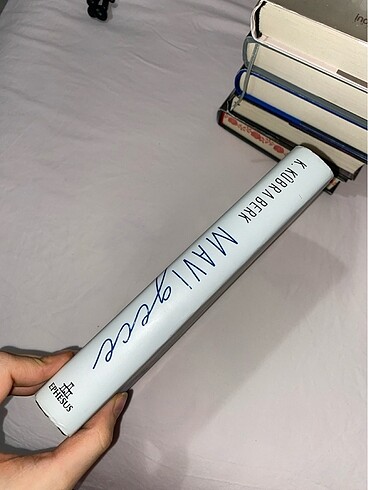 K. KÜBRA BERK
MAVİ gece
EPHESUS